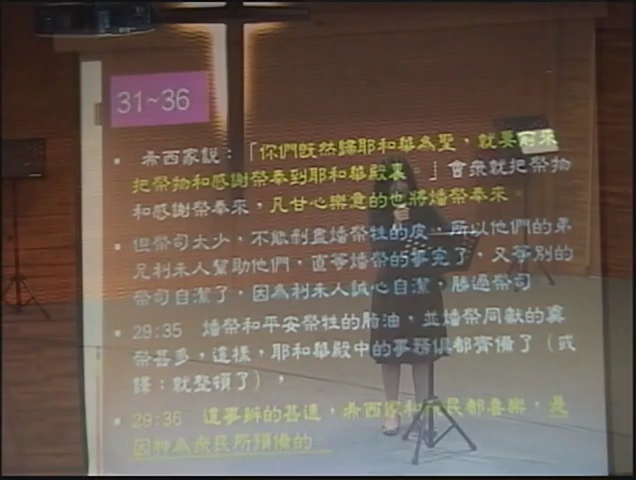 31~36
希西家說：「你們既然歸耶和華為聖，就要前來
把祭物和感謝祭奉到耶和華殿裏。」會眾就把祭物
和感謝祭奉來，凡甘心樂意的也將燔祭奉來
但祭司太少，不能剝盡燔祭牲的皮，所以他們的弟
兄利未人幫助他們，直等燔祭的事完了，又等別的
祭司自潔了，因為利未人誠心自潔，勝過祭司
29:35 燔祭和平安祭牲的脂油，並燔祭同獻的奠
祭甚多，這樣，耶和華殿中的事務俱都齊備了（或
譯：就整頓了），
29:36 這事辦的甚速，希西家和眾民都喜樂，是
因神為眾民所預備的